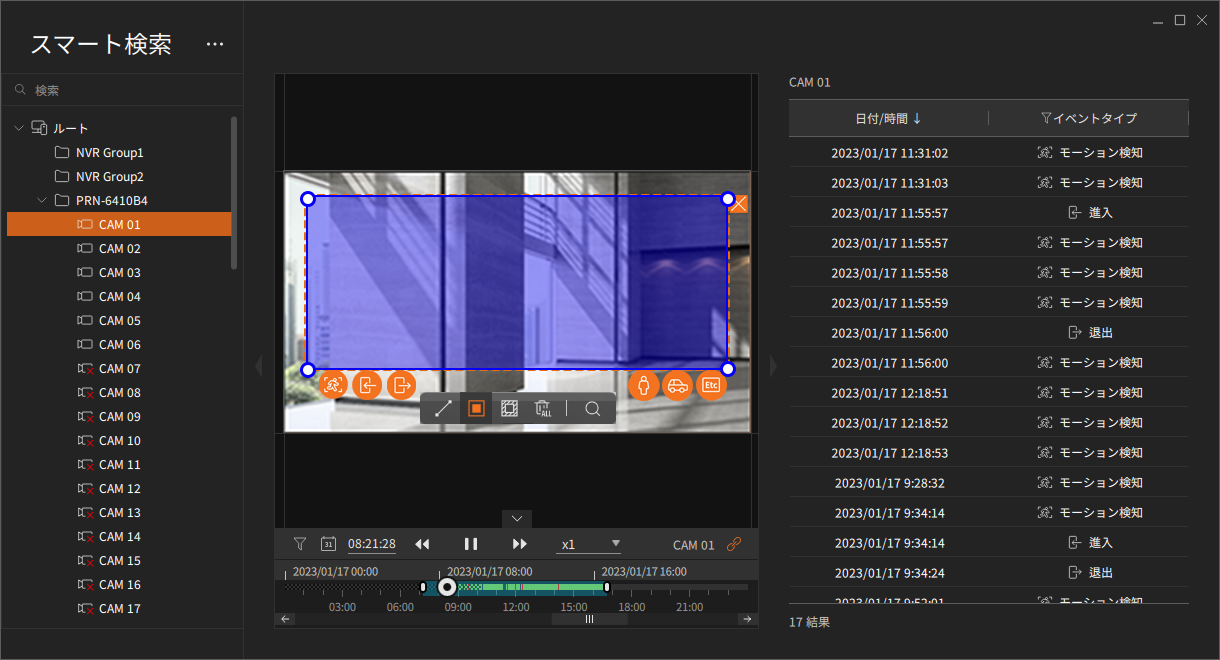 スマート検索
検索
ルート
NVR Group1
NVR Group2
PRN-6410B4
CAM 01
CAM 02
CAM 03
CAM 04
CAM 05
CAM 06
CAM 07
CAM 08
CAM 09
CAM 10
CAM 11
CAM 12
CAM 13
CAM 14
CAM 15
CAM 16
CAM 17
Etc
ALL
31 08:21:28 x1 CAM 01
2023/01/17 00:00 2023/01/17 08:00 2023/01/17 16:00
03:00 06:00 09:00 12:00 15:00 18:00 21:00
CAM 01
日付/時間 イベントタイプ
2023/01/17 11:31:02 モーション検知
2023/01/17 11:31:03 モーション検知
2023/01/17 11:55:57 進入
2023/01/17 11:55:57 モーション検知
2023/01/17 11:55:58 モーション検知
2023/01/17 11:55:59 モーション検知
2023/01/17 11:56:00 退出
2023/01/17 11:56:00 モーション検知
2023/01/17 12:18:51 モーション検知
2023/01/17 12:18:52 モーション検知
2023/01/17 12:18:53 モーション検知
2023/01/17 9:28:32 モーション検知
2023/01/17 9:34:14 モーション検知
2023/01/17 9:34:14 進入
2023/01/17 9:34:24 退出
2023/01/17 9:52:01 モーション検知
17 結果